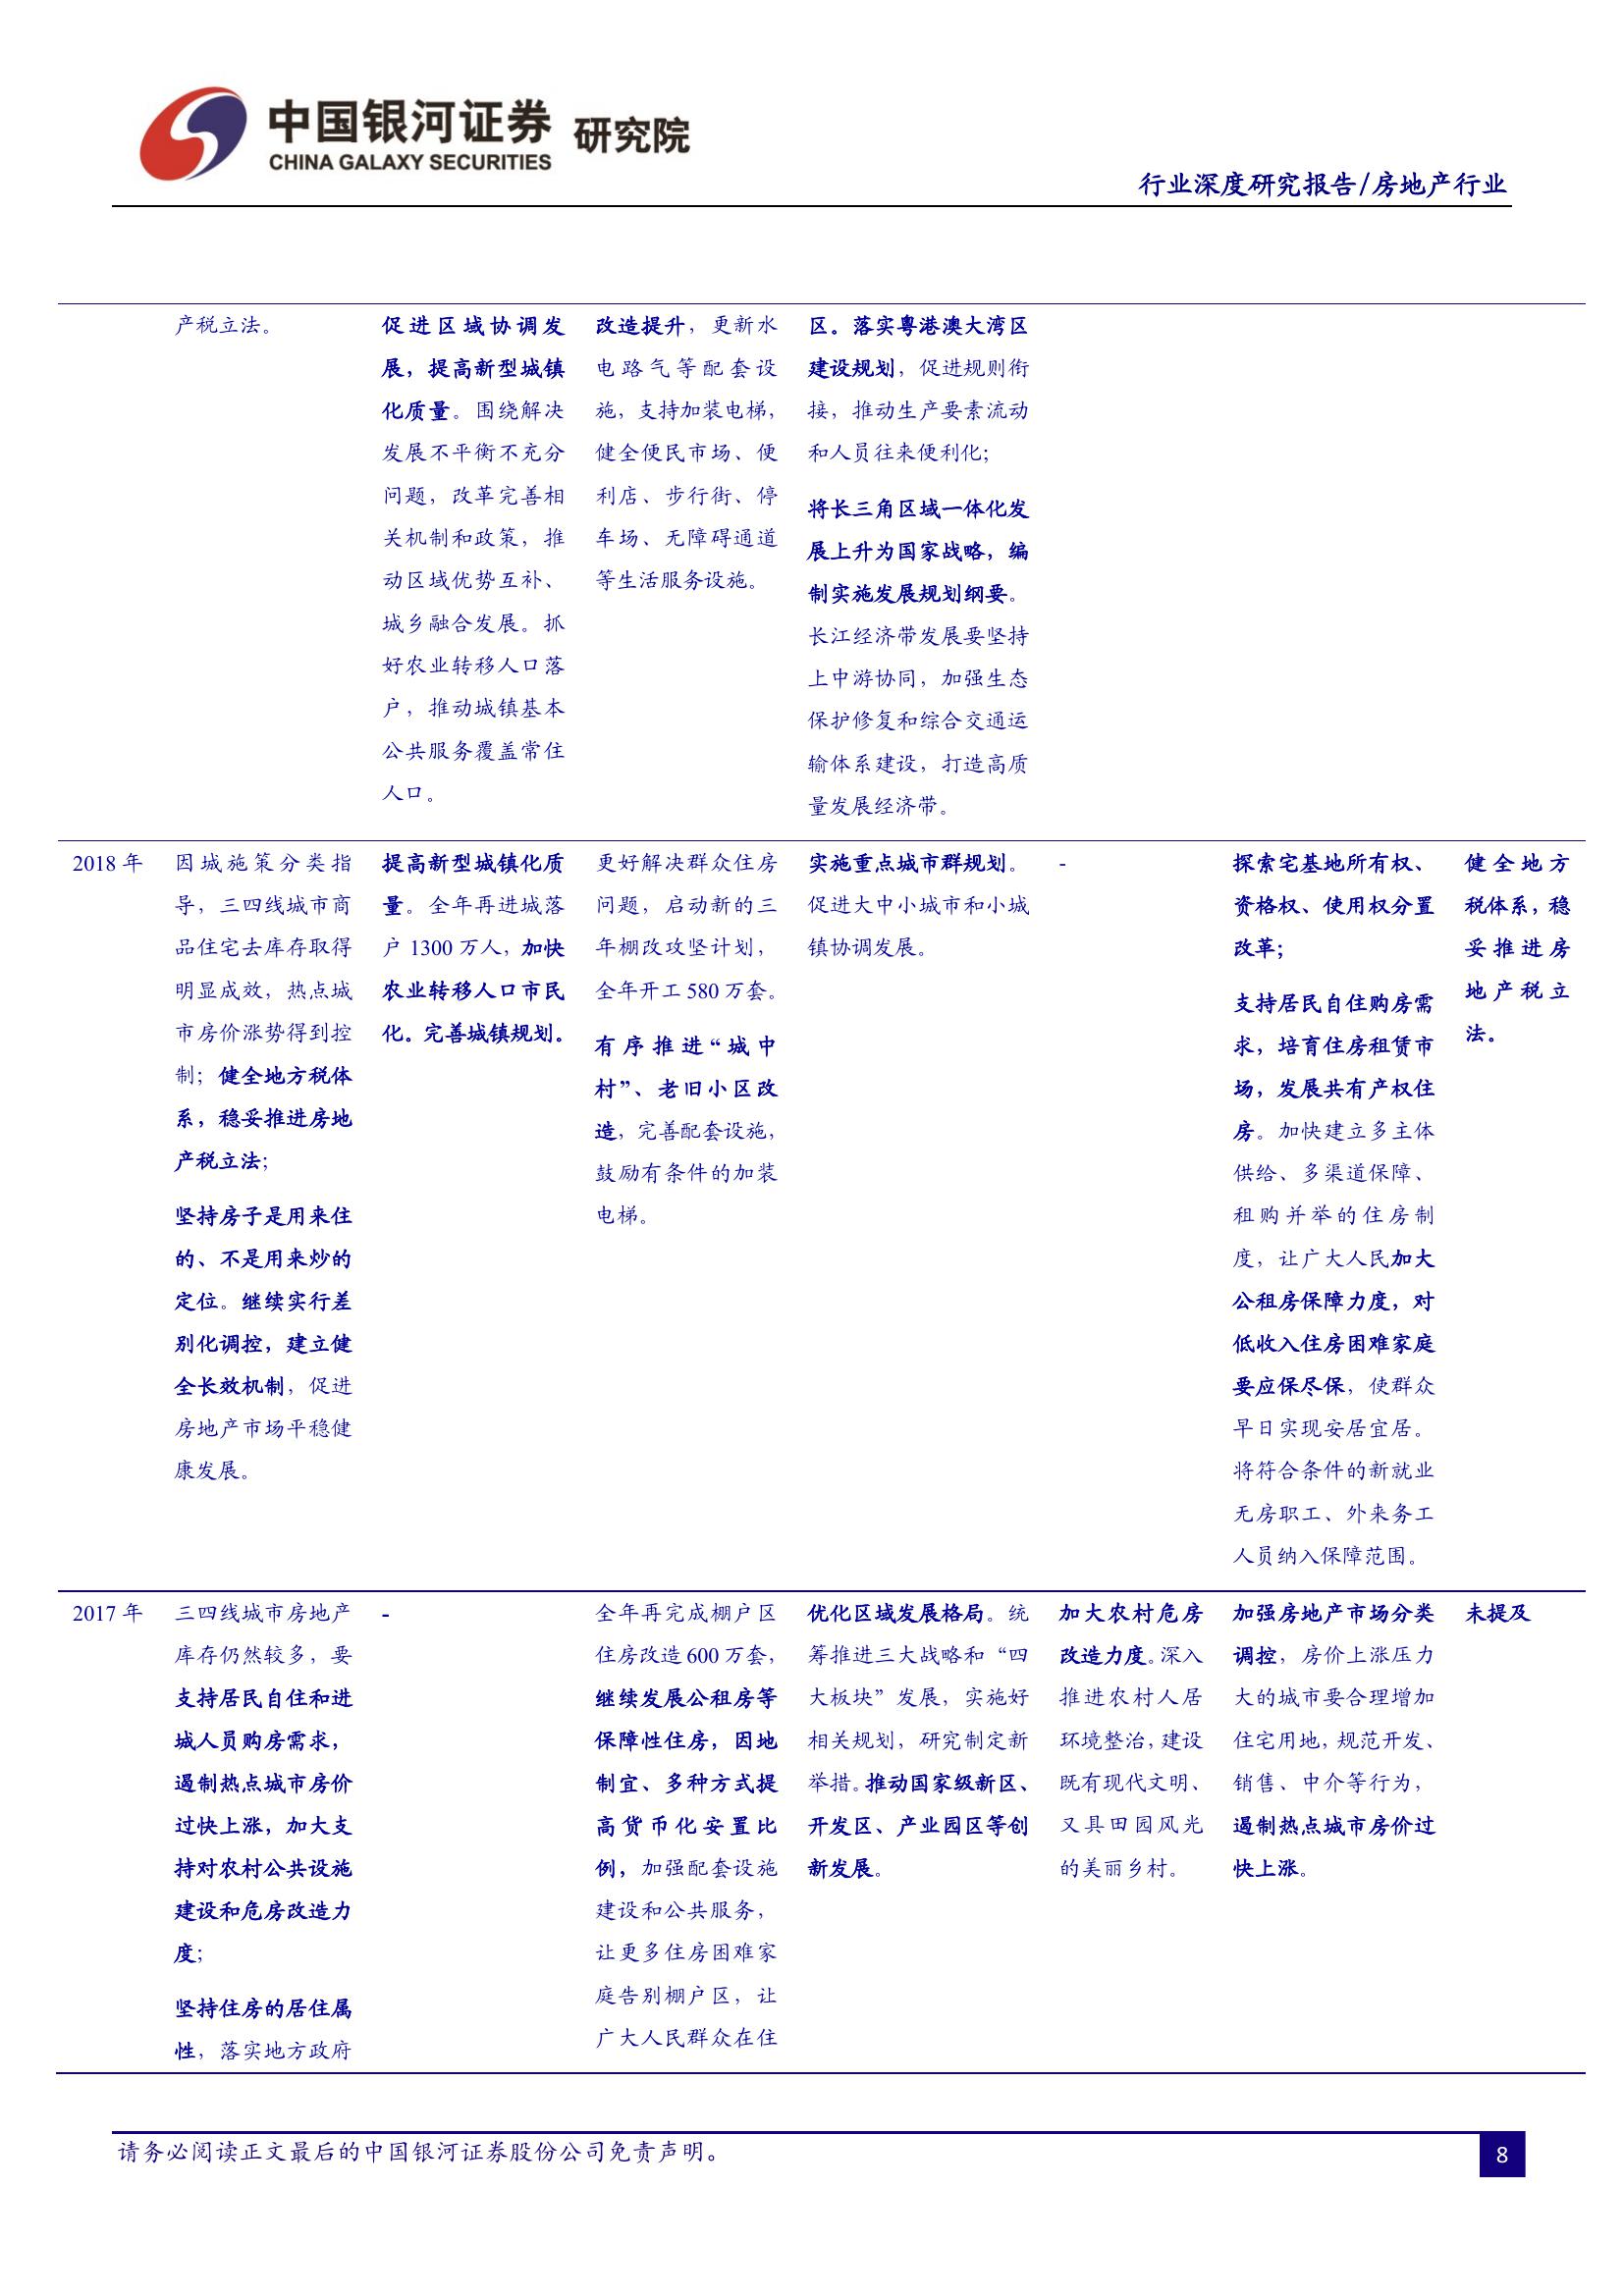 中国银河证券 研究院
CHINA GALAXY SECURITIES
行业深度研究报告/房地产行业
产税立法。
促进区域协调发
展，提高新型城镇
化质量。围绕解决
发展不平衡不充分
问题，改革完善相
关机制和政策，推
动区域优势互补、
城乡融合发展。抓
好农业转移人口落
户，推动城镇基本
公共服务覆盖常住
人口。
改造提升，更新水
电路气等配套设
施，支持加装电梯，
健全便民市场、便
利店、步行街、停
车场、无障碍通道
等生活服务设施。
区。落实粤港澳大湾区
建设规划，促进规则衔
接，推动生产要素流动
和人员往来便利化；
将长三角区域一体化发
展上升为国家战略，编
制实施发展规划纲要。
长江经济带发展要坚持
上中游协同，加强生态
保护修复和综合交通运
输体系建设，打造高质
量发展经济带。
2018 年
因城施策分类指
导，三四线城市商
品住宅去库存取得
明显成效，热点城
市房价涨势得到控
制；健全地方税体
系，稳妥推进房地
产税立法；
坚持房子是用来住
的、不是用来炒的
定位。继续实行差
别化调控，建立健
全长效机制，促进
房地产市场平稳健
康发展。
提高新型城镇化质
量。全年再进城落
户 1300 万人，加快
农业转移人口市民
化。完善城镇规划。
更好解决群众住房
问题，启动新的三
年棚改攻坚计划，
全年开工 580 万套。
有序推进“城中
村”、老旧小区改
造，完善配套设施，
鼓励有条件的加装
电梯。
实施重点城市群规划。
促进大中小城市和小城
镇协调发展。
-
探索宅基地所有权、
资格权、使用权分置
改革；
支持居民自住购房需
求，培育住房租赁市
场，发展共有产权住
房。加快建立多主体
供给、多渠道保障、
租购并举的住房制
度，让广大人民加大
公租房保障力度，对
低收入住房困难家庭
要应保尽保，使群众
早日实现安居宜居。
将符合条件的新就业
无房职工、外来务工
人员纳入保障范围。
健全地方
税体系，稳
妥推进房
地产税立
法。
2017 年
三四线城市房地产
库存仍然较多，要
支持居民自住和进
城人员购房需求，
遏制热点城市房价
过快上涨，加大支
持对农村公共设施
建设和危房改造力
度；
坚持住房的居住属
性，落实地方政府
-
全年再完成棚户区
住房改造 600 万套，
继续发展公租房等
保障性住房，因地
制宜、多种方式提
高货币化安置比
例，加强配套设施
建设和公共服务，
让更多住房困难家
庭告别棚户区，让
广大人民群众在住
优化区域发展格局。统
筹推进三大战略和“四
大板块”发展，实施好
相关规划，研究制定新
举措。推动国家级新区、
开发区、产业园区等创
新发展。
加大农村危房
改造力度。深入
推进农村人居
环境整治，建设
既有现代文明、
又具田园风光
的美丽乡村。
加强房地产市场分类
调控，房价上涨压力
大的城市要合理增加
住宅用地，规范开发、
销售、中介等行为，
遏制热点城市房价过
快上涨。
未提及
请务必阅读正文最后的中国银河证券股份公司免责声明。
8